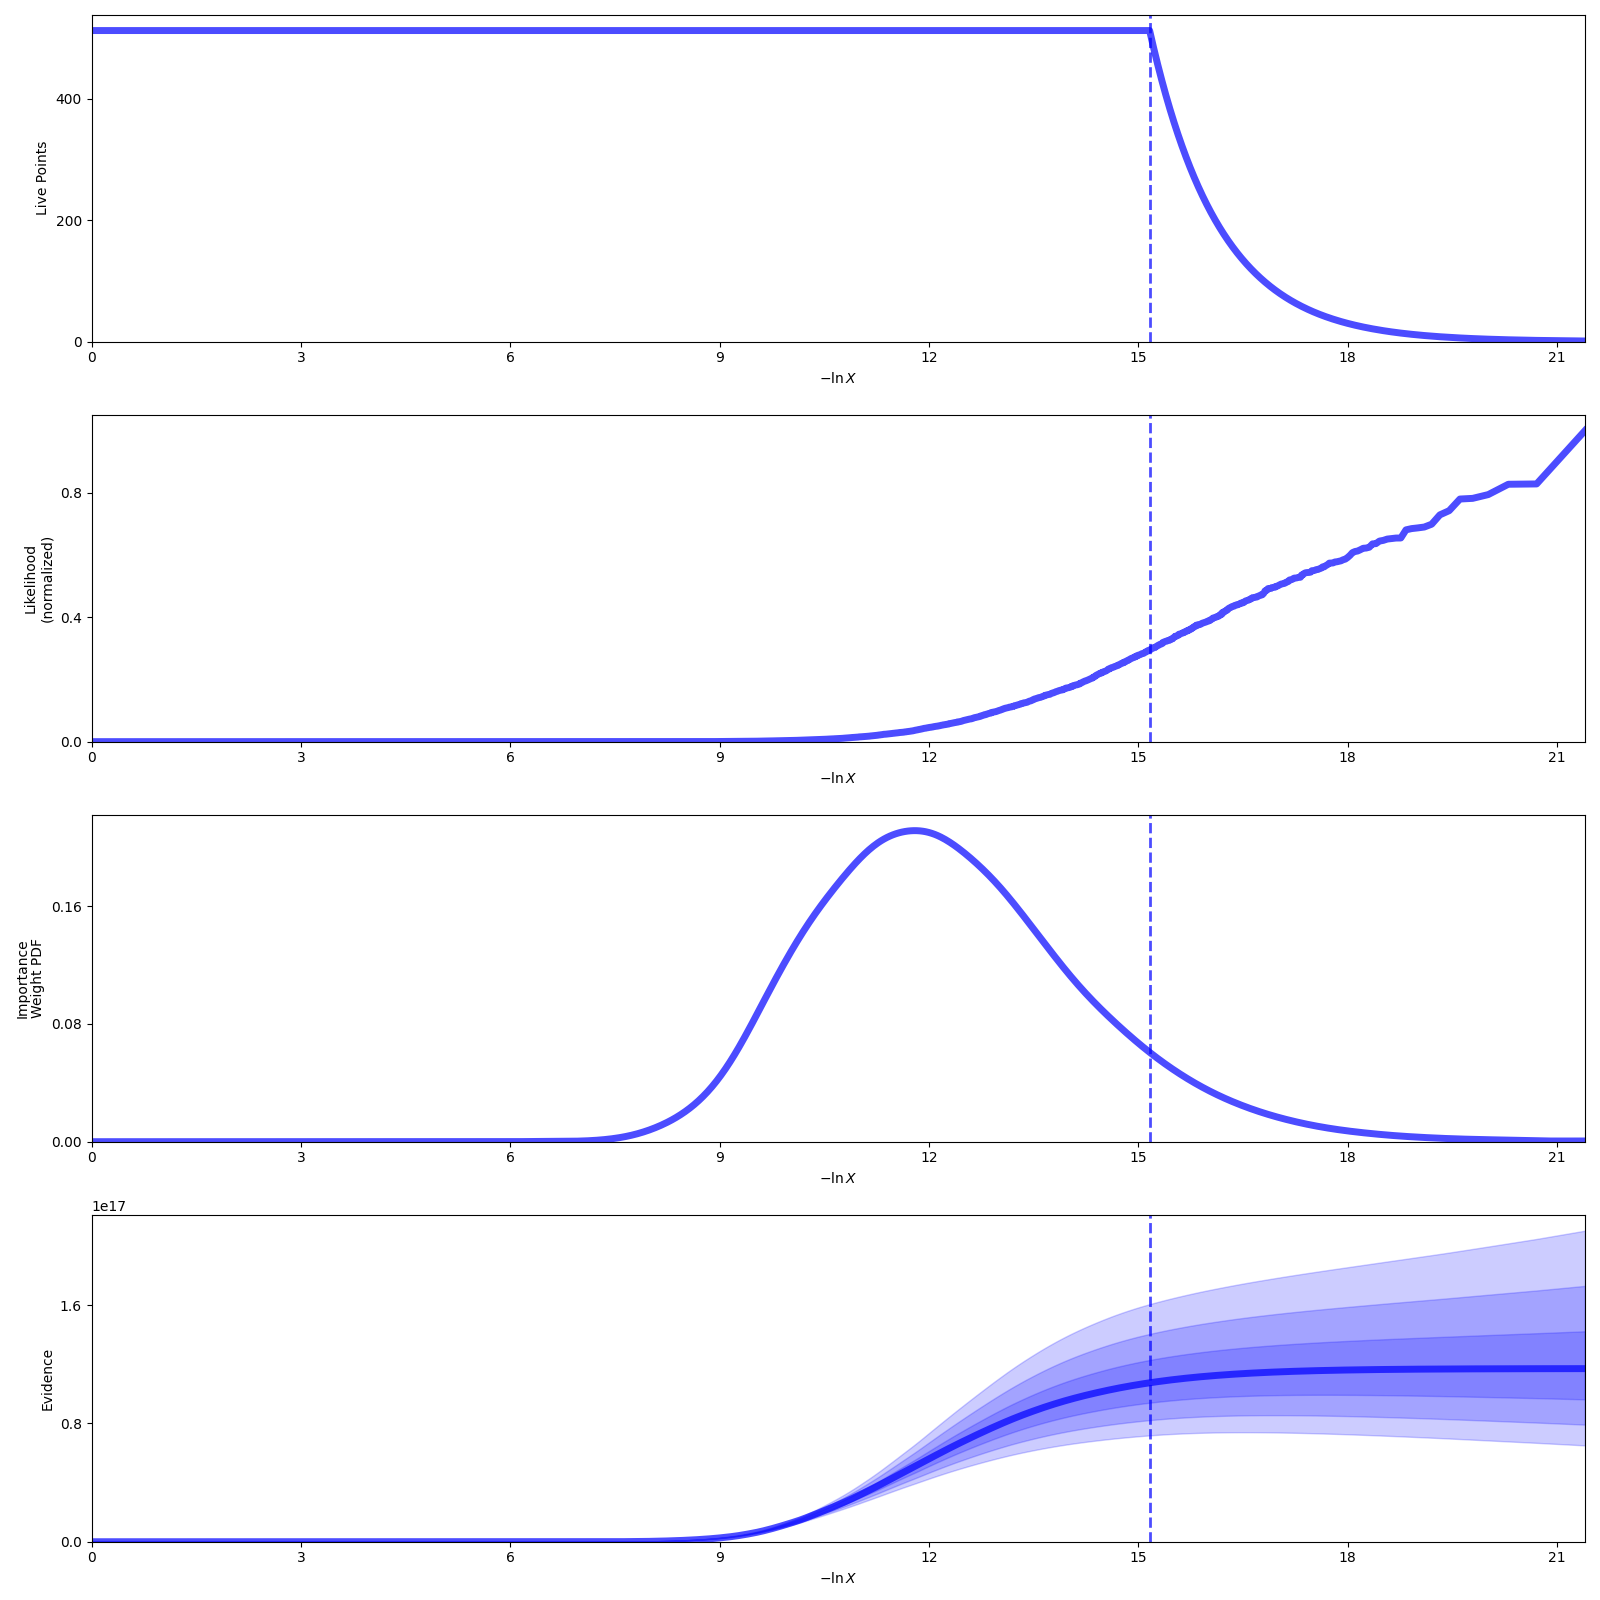 400
200
0
Live Points
0 3 6 9 12 15 18 21
−ln X
0.8
0.4
0.0
Likelihood
(normalized)
0 3 6 9 12 15 18 21
−ln X
0.16
0.08
0.00
Importance
Weight PDF
0 3 6 9 12 15 18 21
−ln X
1e17
1.6
0.8
0.0
Evidence
0 3 6 9 12 15 18 21
−ln X